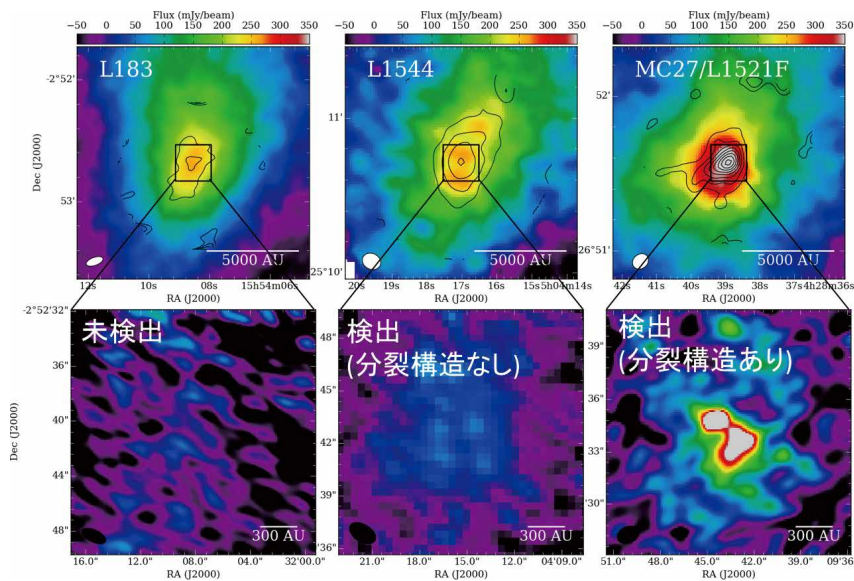 Flux (mJy/beam)
−50 0 50 100 150 200 250 300 350
L183
-2°52'
53'
Dec (J2000)
5000 AU
12s 10s 08s 15h54m06s
RA (J2000)
Flux (mJy/beam)
−50 0 50 100 150 200 250 300 350
L1544
11'
25°10'
5000 AU
20s 19s 18s 17s 16s 15s5h04m14s
RA (J2000)
Flux (mJy/beam)
−50 0 50 100 150 200 250 300 350
MC27/L1521F
52'
26°51'
5000 AU
42s 41s 40s 39s 38s 37s4h28m36s
RA (J2000)
-2°52'32"
未検出
36"
40"
44"
48"
Dec (J2000)
300 AU
16.0" 12.0" 08.0" 04.0" 32'00.0"
RA (J2000)
検出
(分裂構造なし)
49"
45"
42"
39"
1'36"
300 AU
21.0" 18.0" 15.0" 12.0" 04'09.0"
RA (J2000)
検出
(分裂構造あり)
39"
36"
33"
1'30"
300 AU
51.0" 48.0" 45.0" 42.0" 09'36"
RA (J2000)